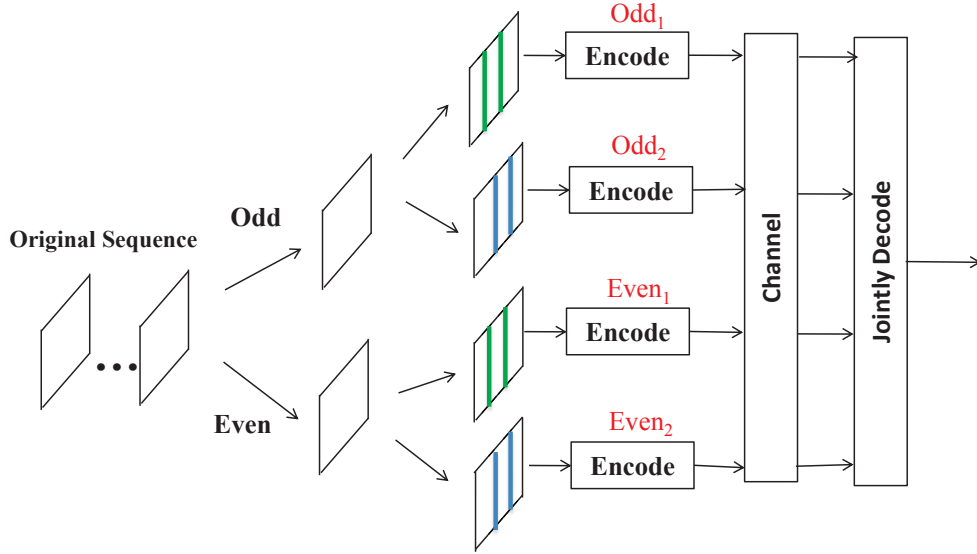 Original Sequence
Odd
Even
Odd₁
Encode
Odd₂
Encode
Even₁
Encode
Even₂
Encode
Channel
Jointly Decode